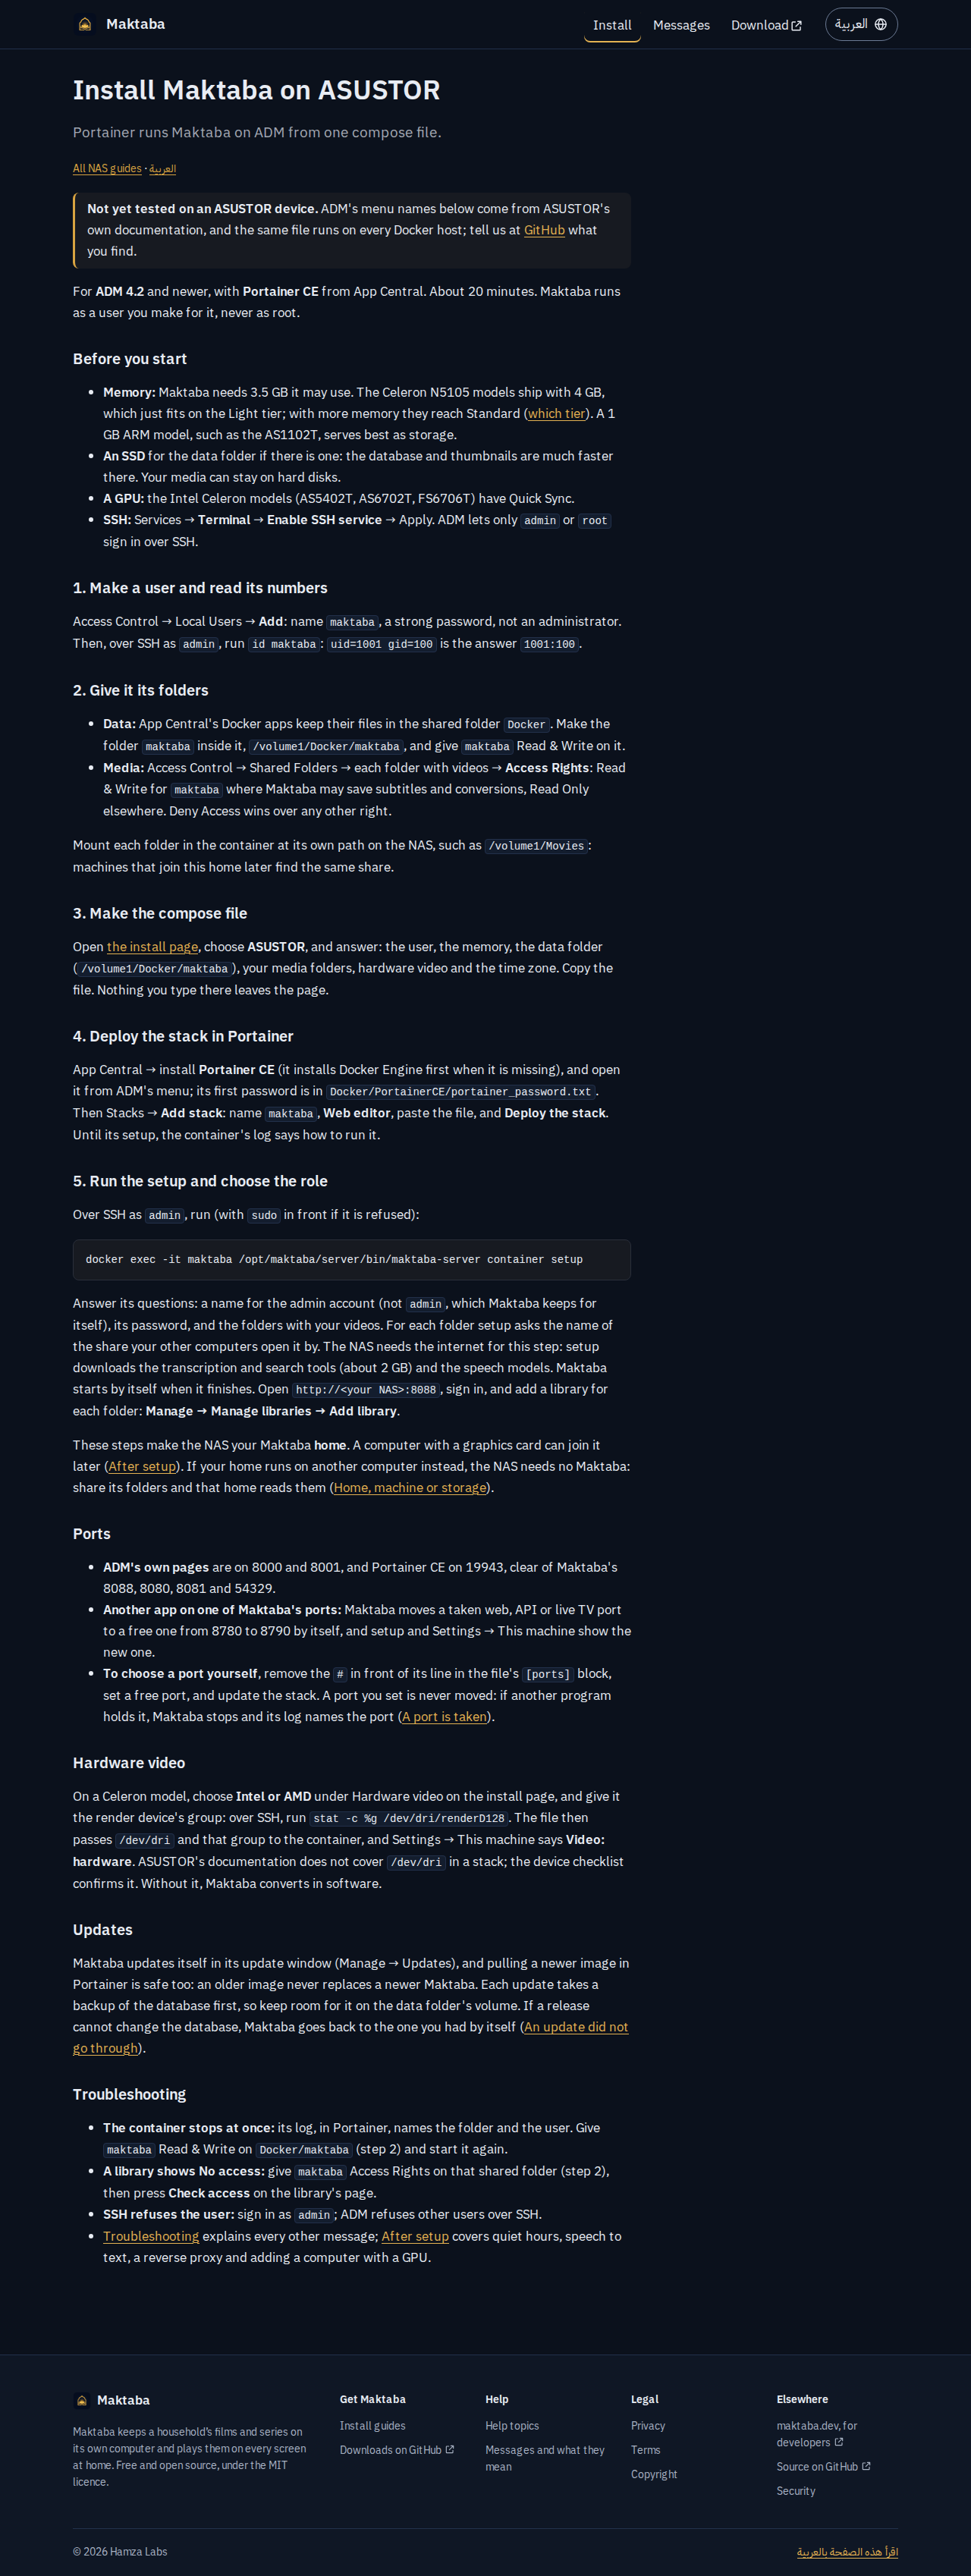 Maktaba
Install
Messages
Download
العربية
Install Maktaba on ASUSTOR
Portainer runs Maktaba on ADM from one compose file.
All NAS guides · العربية
Not yet tested on an ASUSTOR device. ADM's menu names below come from ASUSTOR's
own documentation, and the same file runs on every Docker host; tell us at GitHub what
you find.
For ADM 4.2 and newer, with Portainer CE from App Central. About 20 minutes. Maktaba runs
as a user you make for it, never as root.
Before you start
• Memory: Maktaba needs 3.5 GB it may use. The Celeron N5105 models ship with 4 GB,
which just fits on the Light tier; with more memory they reach Standard (which tier). A 1
GB ARM model, such as the AS1102T, serves best as storage.
• An SSD for the data folder if there is one: the database and thumbnails are much faster
there. Your media can stay on hard disks.
• A GPU: the Intel Celeron models (AS5402T, AS6702T, FS6706T) have Quick Sync.
• SSH: Services → Terminal → Enable SSH service → Apply. ADM lets only admin or root
sign in over SSH.
1. Make a user and read its numbers
Access Control → Local Users → Add: name maktaba, a strong password, not an administrator.
Then, over SSH as admin, run id maktaba: uid=1001 gid=100 is the answer 1001:100.
2. Give it its folders
• Data: App Central's Docker apps keep their files in the shared folder Docker. Make the
folder maktaba inside it, /volume1/Docker/maktaba, and give maktaba Read & Write on it.
• Media: Access Control → Shared Folders → each folder with videos → Access Rights: Read
& Write for maktaba where Maktaba may save subtitles and conversions, Read Only
elsewhere. Deny Access wins over any other right.
Mount each folder in the container at its own path on the NAS, such as /volume1/Movies:
machines that join this home later find the same share.
3. Make the compose file
Open the install page, choose ASUSTOR, and answer: the user, the memory, the data folder
(/volume1/Docker/maktaba), your media folders, hardware video and the time zone. Copy the
file. Nothing you type there leaves the page.
4. Deploy the stack in Portainer
App Central → install Portainer CE (it installs Docker Engine first when it is missing), and open
it from ADM's menu; its first password is in Docker/PortainerCE/portainer_password.txt.
Then Stacks → Add stack: name maktaba, Web editor, paste the file, and Deploy the stack.
Until its setup, the container's log says how to run it.
5. Run the setup and choose the role
Over SSH as admin, run (with sudo in front if it is refused):
docker exec -it maktaba /opt/maktaba/server/bin/maktaba-server container setup
Answer its questions: a name for the admin account (not admin, which Maktaba keeps for
itself), its password, and the folders with your videos. For each folder setup asks the name of
the share your other computers open it by. The NAS needs the internet for this step: setup
downloads the transcription and search tools (about 2 GB) and the speech models. Maktaba
starts by itself when it finishes. Open http://<your NAS>:8088, sign in, and add a library for
each folder: Manage → Manage libraries → Add library.
These steps make the NAS your Maktaba home. A computer with a graphics card can join it
later (After setup). If your home runs on another computer instead, the NAS needs no Maktaba:
share its folders and that home reads them (Home, machine or storage).
Ports
• ADM's own pages are on 8000 and 8001, and Portainer CE on 19943, clear of Maktaba's
8088, 8080, 8081 and 54329.
• Another app on one of Maktaba's ports: Maktaba moves a taken web, API or live TV port
to a free one from 8780 to 8790 by itself, and setup and Settings → This machine show the
new one.
• To choose a port yourself, remove the # in front of its line in the file's [ports] block,
set a free port, and update the stack. A port you set is never moved: if another program
holds it, Maktaba stops and its log names the port (A port is taken).
Hardware video
On a Celeron model, choose Intel or AMD under Hardware video on the install page, and give it
the render device's group: over SSH, run stat -c %g /dev/dri/renderD128. The file then
passes /dev/dri and that group to the container, and Settings → This machine says Video:
hardware. ASUSTOR's documentation does not cover /dev/dri in a stack; the device checklist
confirms it. Without it, Maktaba converts in software.
Updates
Maktaba updates itself in its update window (Manage → Updates), and pulling a newer image in
Portainer is safe too: an older image never replaces a newer Maktaba. Each update takes a
backup of the database first, so keep room for it on the data folder's volume. If a release
cannot change the database, Maktaba goes back to the one you had by itself (An update did not
go through).
Troubleshooting
• The container stops at once: its log, in Portainer, names the folder and the user. Give
maktaba Read & Write on Docker/maktaba (step 2) and start it again.
• A library shows No access: give maktaba Access Rights on that shared folder (step 2),
then press Check access on the library's page.
• SSH refuses the user: sign in as admin; ADM refuses other users over SSH.
• Troubleshooting explains every other message; After setup covers quiet hours, speech to
text, a reverse proxy and adding a computer with a GPU.
Maktaba
Maktaba keeps a household's films and series on
its own computer and plays them on every screen
at home. Free and open source, under the MIT
licence.
Get Maktaba
Install guides
Downloads on GitHub
Help
Help topics
Messages and what they
mean
Legal
Privacy
Terms
Copyright
Elsewhere
maktaba.dev, for
developers
Source on GitHub
Security
© 2026 Hamza Labs
اقرأ هذه الصفحة بالعربية